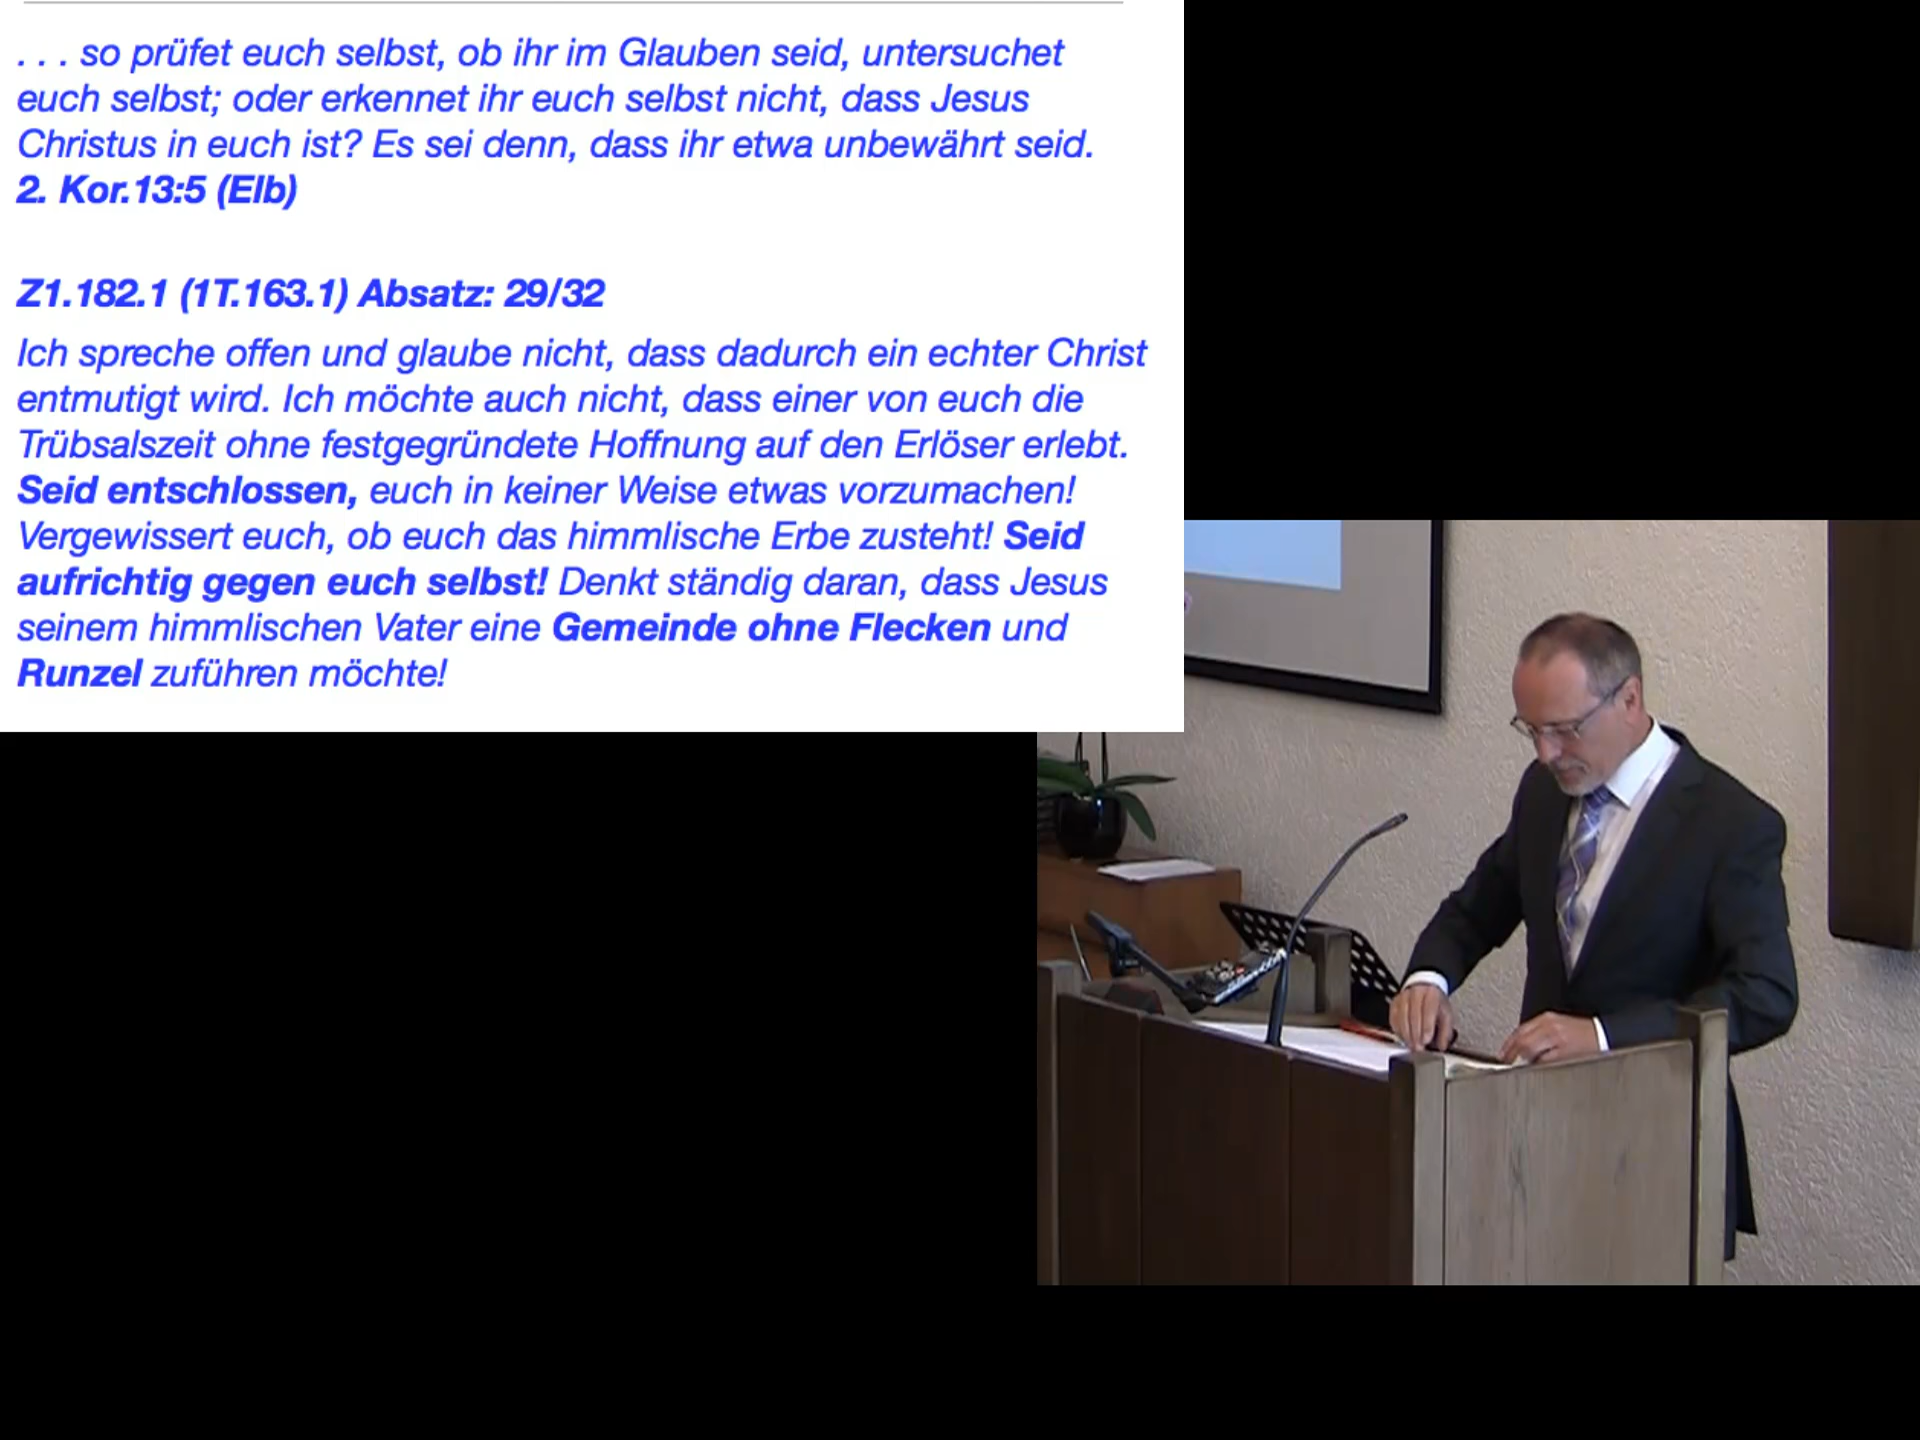 . . . so prüfet euch selbst, ob ihr im Glauben seid, untersuchet
euch selbst; oder erkennet ihr euch selbst nicht, dass Jesus
Christus in euch ist? Es sei denn, dass ihr etwa unbewährt seid.
2. Kor.13:5 (Elb)
Z1.182.1 (1T.163.1) Absatz: 29/32
Ich spreche offen und glaube nicht, dass dadurch ein echter Christ
entmutigt wird. Ich möchte auch nicht, dass einer von euch die
Trübsalszeit ohne festgegründete Hoffnung auf den Erlöser erlebt.
Seid entschlossen, euch in keiner Weise etwas vorzumachen!
Vergewissert euch, ob euch das himmlische Erbe zusteht! Seid
aufrichtig gegen euch selbst! Denkt ständig daran, dass Jesus
seinem himmlischen Vater eine Gemeinde ohne Flecken und
Runzel zuführen möchte!